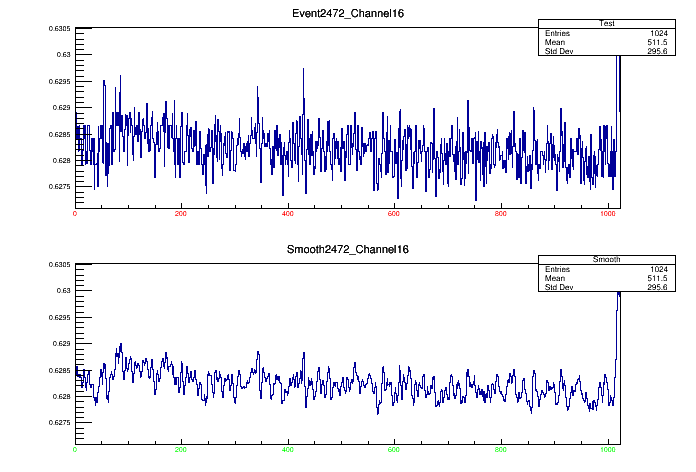 Event2472_Channel16
Test
Entries 1024
Mean 511.5
Std Dev 295.6
0.6305
0.63
0.6295
0.629
0.6285
0.628
0.6275
0 200 400 600 800 1000
Smooth2472_Channel16
Smooth
Entries 1024
Mean 511.5
Std Dev 295.6
0.6305
0.63
0.6295
0.629
0.6285
0.628
0.6275
0 200 400 600 800 1000